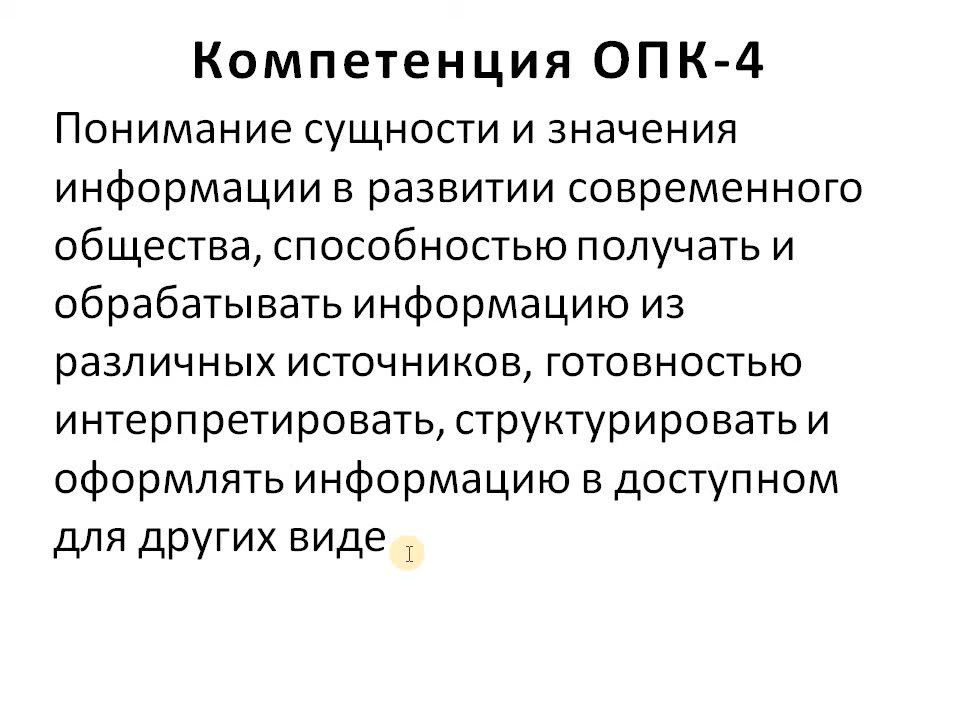 Компетенция ОПК-4
Понимание сущности и значения
информации в развитии современного
общества, способностью получать и
обрабатывать информацию из
различных источников, готовностью
интерпретировать, структурировать и
оформлять информацию в доступном
для других виде